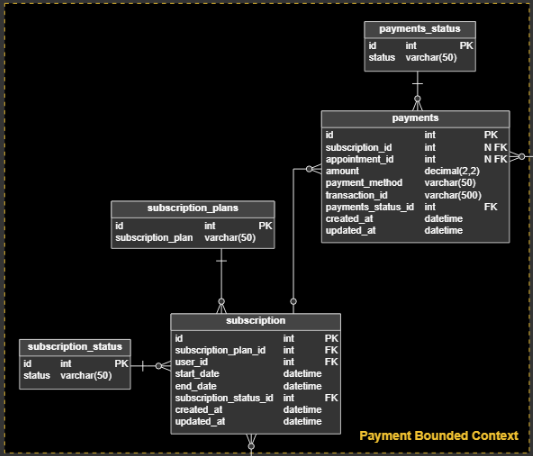 payments_status
id int PK
status varchar(50)
payments
id int PK
subscription_id int N FK
appointment_id int N FK
amount decimal(2,2)
payment_method varchar(50)
transaction_id varchar(500)
payments_status_id int FK
created_at datetime
updated_at datetime
subscription_plans
id int PK
subscription_plan varchar(50)
subscription
id int PK
subscription_plan_id int FK
user_id int FK
start_date datetime
end_date datetime
subscription_status_id int FK
created_at datetime
updated_at datetime
subscription_status
id int PK
status varchar(50)
Payment Bounded Context